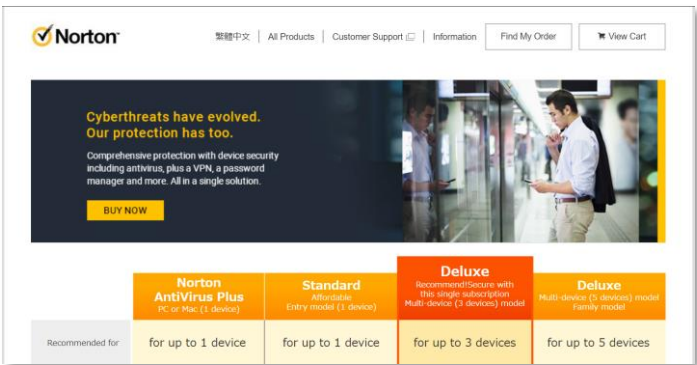 Norton
繁體中文 | All Products | Customer Support | Information Find My Order View Cart
Cyberthreats have evolved.
Our protection has too.
Comprehensive protection with device security
including antivirus, plus a VPN, a password
manager and more. All in a single solution.
BUY NOW
Norton
AntiVirus Plus
PC or Mac (1 device)
Standard
Affordable
Entry model (1 device)
Deluxe
Recommend!Secure with
this single subscription
Multi-device (3 devices) model
Deluxe
Multi-device (5 devices) model
Family model
Recommended for
for up to 1 device
for up to 1 device
for up to 3 devices
for up to 5 devices